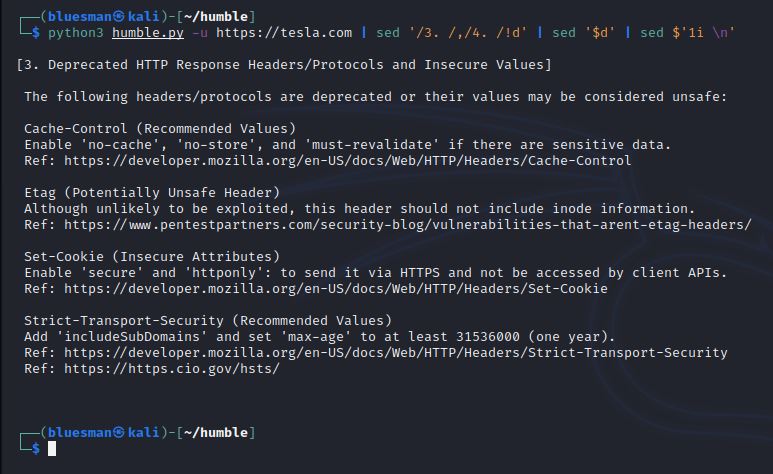 ┌──(bluesman㉿kali)-[~/humble]
└─$ python3 humble.py -u https://tesla.com | sed '/3. /,/4. /!d' | sed '$d' | sed $'1i \n'
[3. Deprecated HTTP Response Headers/Protocols and Insecure Values]
The following headers/protocols are deprecated or their values may be considered unsafe:
Cache-Control (Recommended Values)
Enable 'no-cache', 'no-store', and 'must-revalidate' if there are sensitive data.
Ref: https://developer.mozilla.org/en-US/docs/Web/HTTP/Headers/Cache-Control
Etag (Potentially Unsafe Header)
Although unlikely to be exploited, this header should not include inode information.
Ref: https://www.pentestpartners.com/security-blog/vulnerabilities-that-arent-etag-headers/
Set-Cookie (Insecure Attributes)
Enable 'secure' and 'httponly': to send it via HTTPS and not be accessed by client APIs.
Ref: https://developer.mozilla.org/en-US/docs/Web/HTTP/Headers/Set-Cookie
Strict-Transport-Security (Recommended Values)
Add 'includeSubDomains' and set 'max-age' to at least 31536000 (one year).
Ref: https://developer.mozilla.org/en-US/docs/Web/HTTP/Headers/Strict-Transport-Security
Ref: https://https.cio.gov/hsts/
┌──(bluesman㉿kali)-[~/humble]
└─$